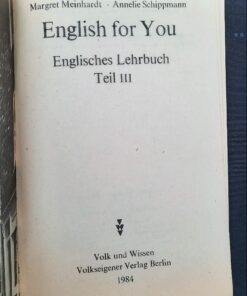 Margret Meinhardt · Annelie Schippmann
English for You
Englisches Lehrbuch
Teil III
Volk und Wissen
Volkseigener Verlag Berlin
1984